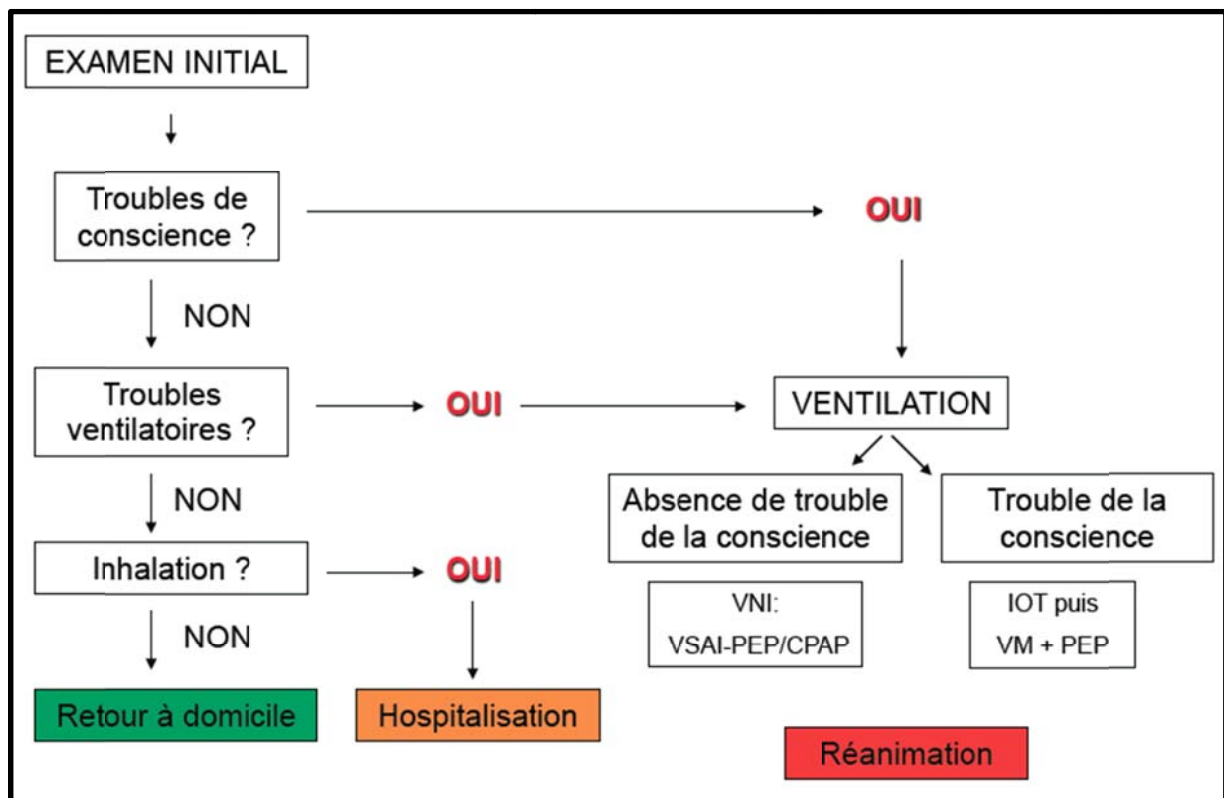 EXAMEN INITIAL
Troubles de
conscience ?
OUI
NON
Troubles
ventilatoires ?
OUI
VENTILATION
NON
Absence de trouble
de la conscience
Trouble de la
conscience
Inhalation ?
OUI
VNI:
VSAI-PEP/CPAP
IOT puis
VM + PEP
NON
Retour à domicile
Hospitalisation
Réanimation